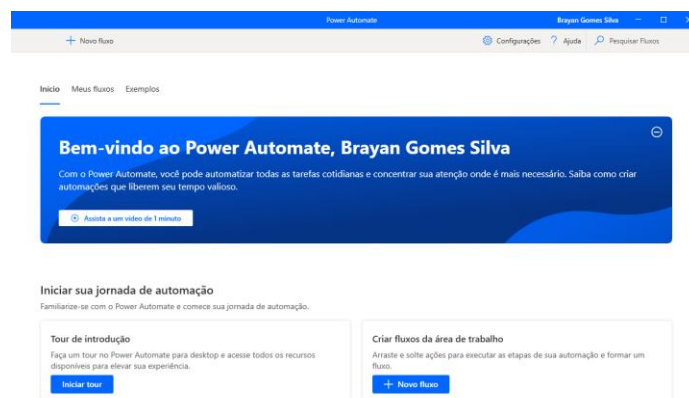 Power Automate
Brayan Gomes Silva
Novo fluxo
Configurações
Ajuda
Pesquisar Fluxos
Início
Meus fluxos
Exemplos
Bem-vindo ao Power Automate, Brayan Gomes Silva
Com o Power Automate, você pode automatizar todas as tarefas cotidianas e concentrar sua atenção onde é mais necessário. Saiba como criar
automações que liberem seu tempo valioso.
Assista a um vídeo de 1 minuto
Iniciar sua jornada de automação
Familiarize-se com o Power Automate e comece sua jornada de automação.
Tour de introdução
Faça um tour no Power Automate para desktop e acesse todos os recursos
disponíveis para elevar sua experiência.
Iniciar tour
Criar fluxos da área de trabalho
Arraste e solte ações para executar as etapas de sua automação e formar um
fluxo.
Novo fluxo